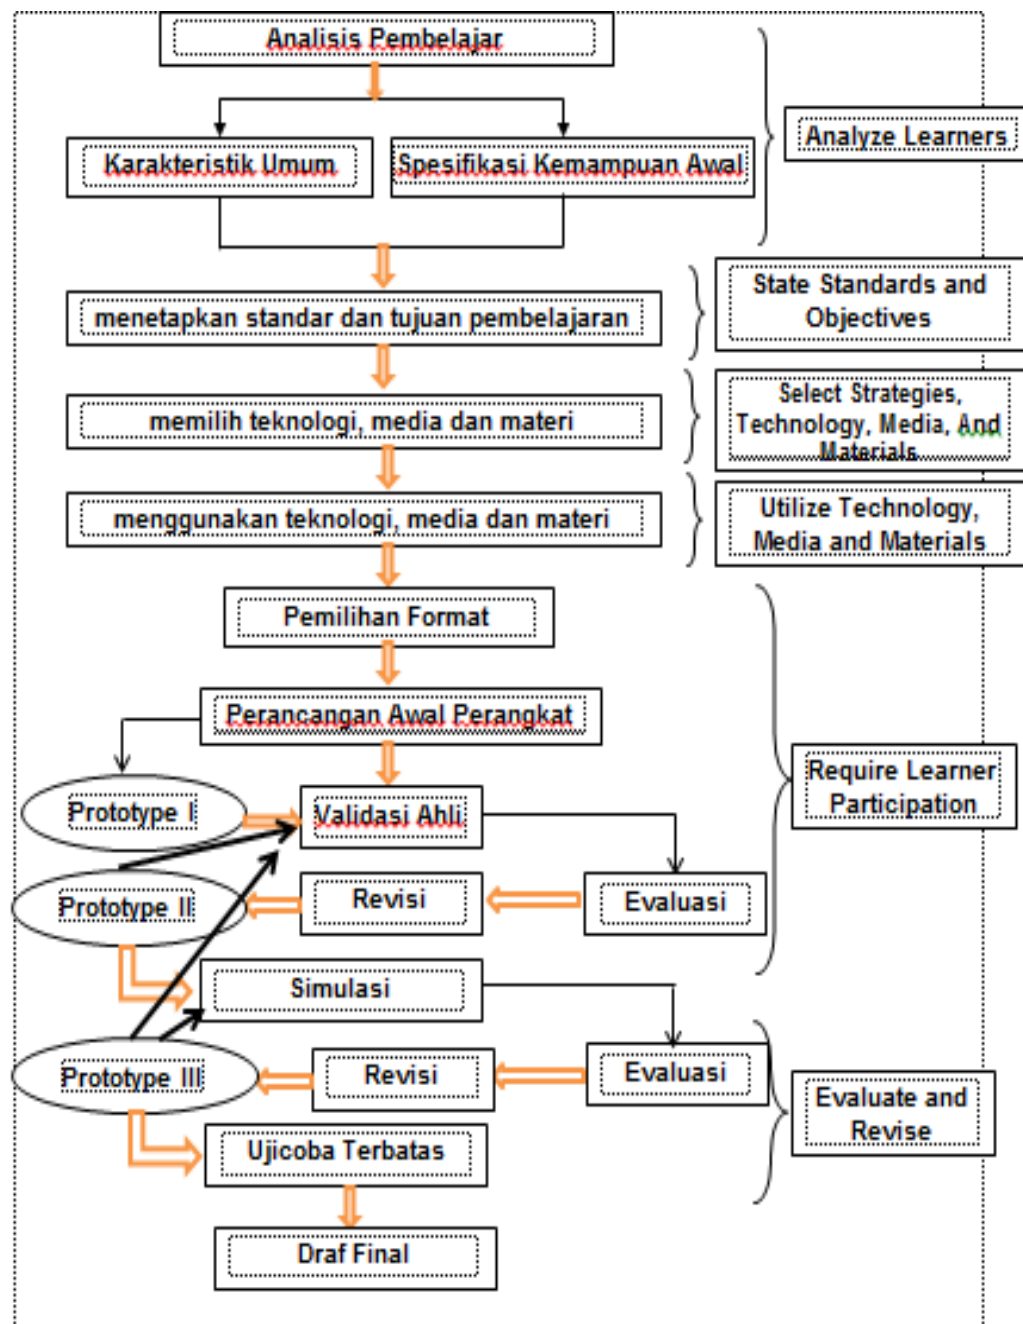 Analisis Pembelajar
Karakteristik Umum
Spesifikasi Kemampuan Awal
Analyze Learners
menetapkan standar dan tujuan pembelajaran
State Standards and
Objectives
memilih teknologi, media dan materi
Select Strategies,
Technology, Media, And
Materials
menggunakan teknologi, media dan materi
Utilize Technology,
Media and Materials
Pemilihan Format
Perancangan Awal Perangkat
Require Learner
Participation
Prototype I
Validasi Ahli
Prototype II
Revisi
Evaluasi
Simulasi
Prototype III
Revisi
Evaluasi
Evaluate and
Revise
Ujicoba Terbatas
Draf Final